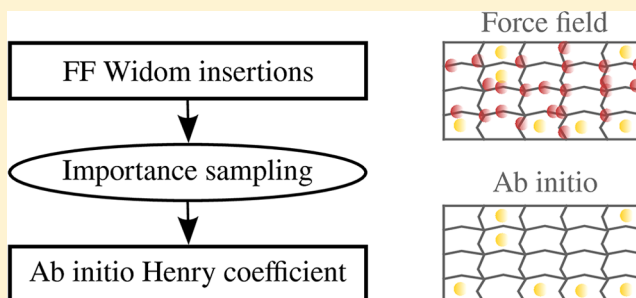 FF Widom insertions
Importance sampling
Ab initio Henry coefficient
Force field
Ab initio